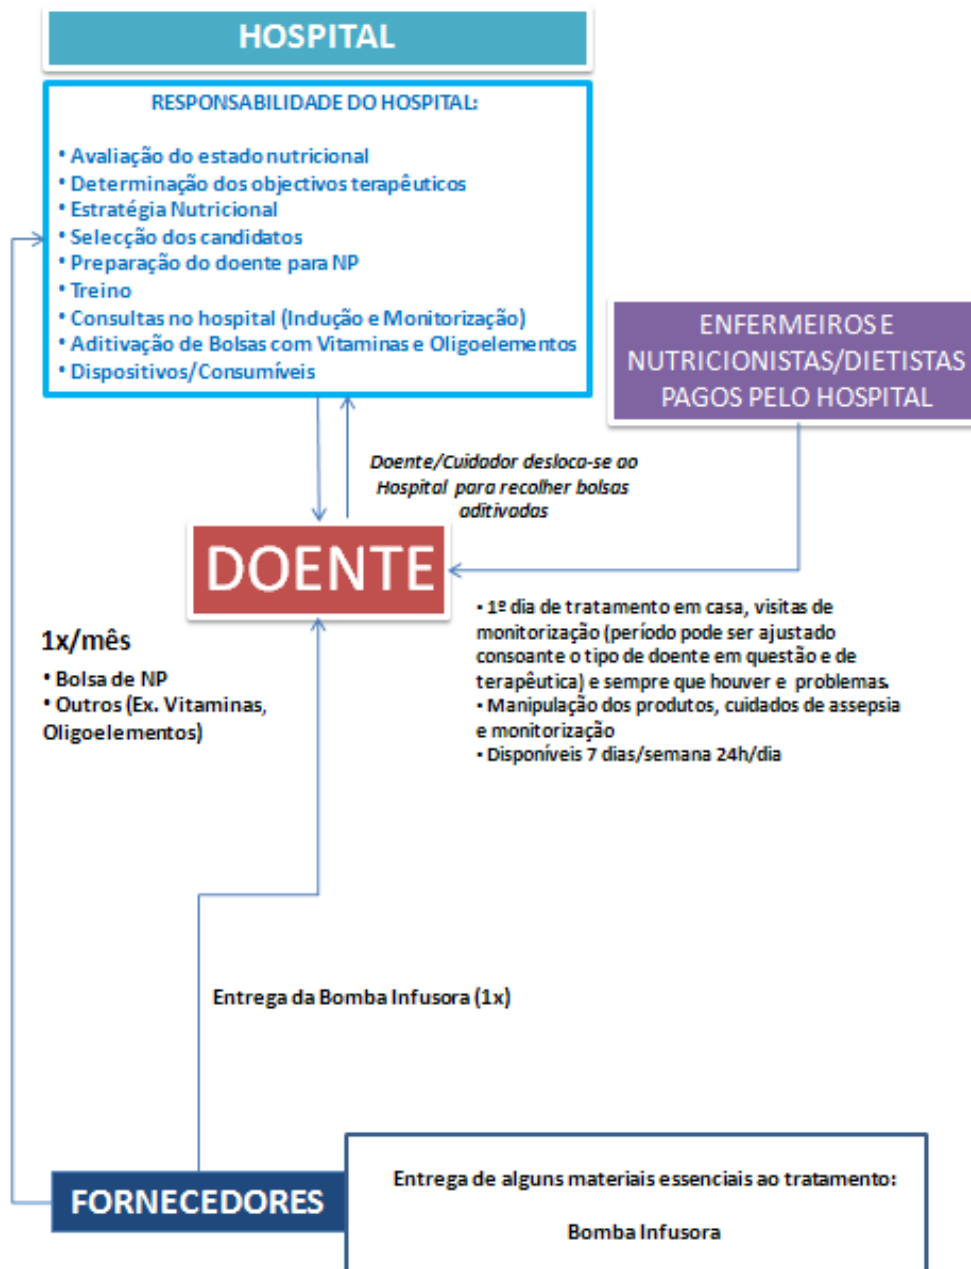 HOSPITAL
RESPONSABILIDADE DO HOSPITAL:
• Avaliação do estado nutricional
• Determinação dos objectivos terapêuticos
• Estratégia Nutricional
• Selecção dos candidatos
• Preparação do doente para NP
• Treino
• Consultas no hospital (Indução e Monitorização)
• Aditivação de Bolsas com Vitaminas e Oligoelementos
• Dispositivos/Consumíveis
ENFERMEIROS E
NUTRICIONISTAS/DIETISTAS
PAGOS PELO HOSPITAL
Doente/Cuidador desloca-se ao
Hospital para recolher bolsas
aditivadas
DOENTE
1x/mês
• Bolsa de NP
• Outros (Ex. Vitaminas,
Oligoelementos)
• 1º dia de tratamento em casa, visitas de
monitorização (período pode ser ajustado
consoante o tipo de doente em questão e de
terapêutica) e sempre que houver e problemas.
• Manipulação dos produtos, cuidados de assepsia
e monitorização
• Disponíveis 7 dias/semana 24h/dia
Entrega da Bomba Infusora (1x)
FORNECEDORES
Entrega de alguns materiais essenciais ao tratamento:
Bomba Infusora